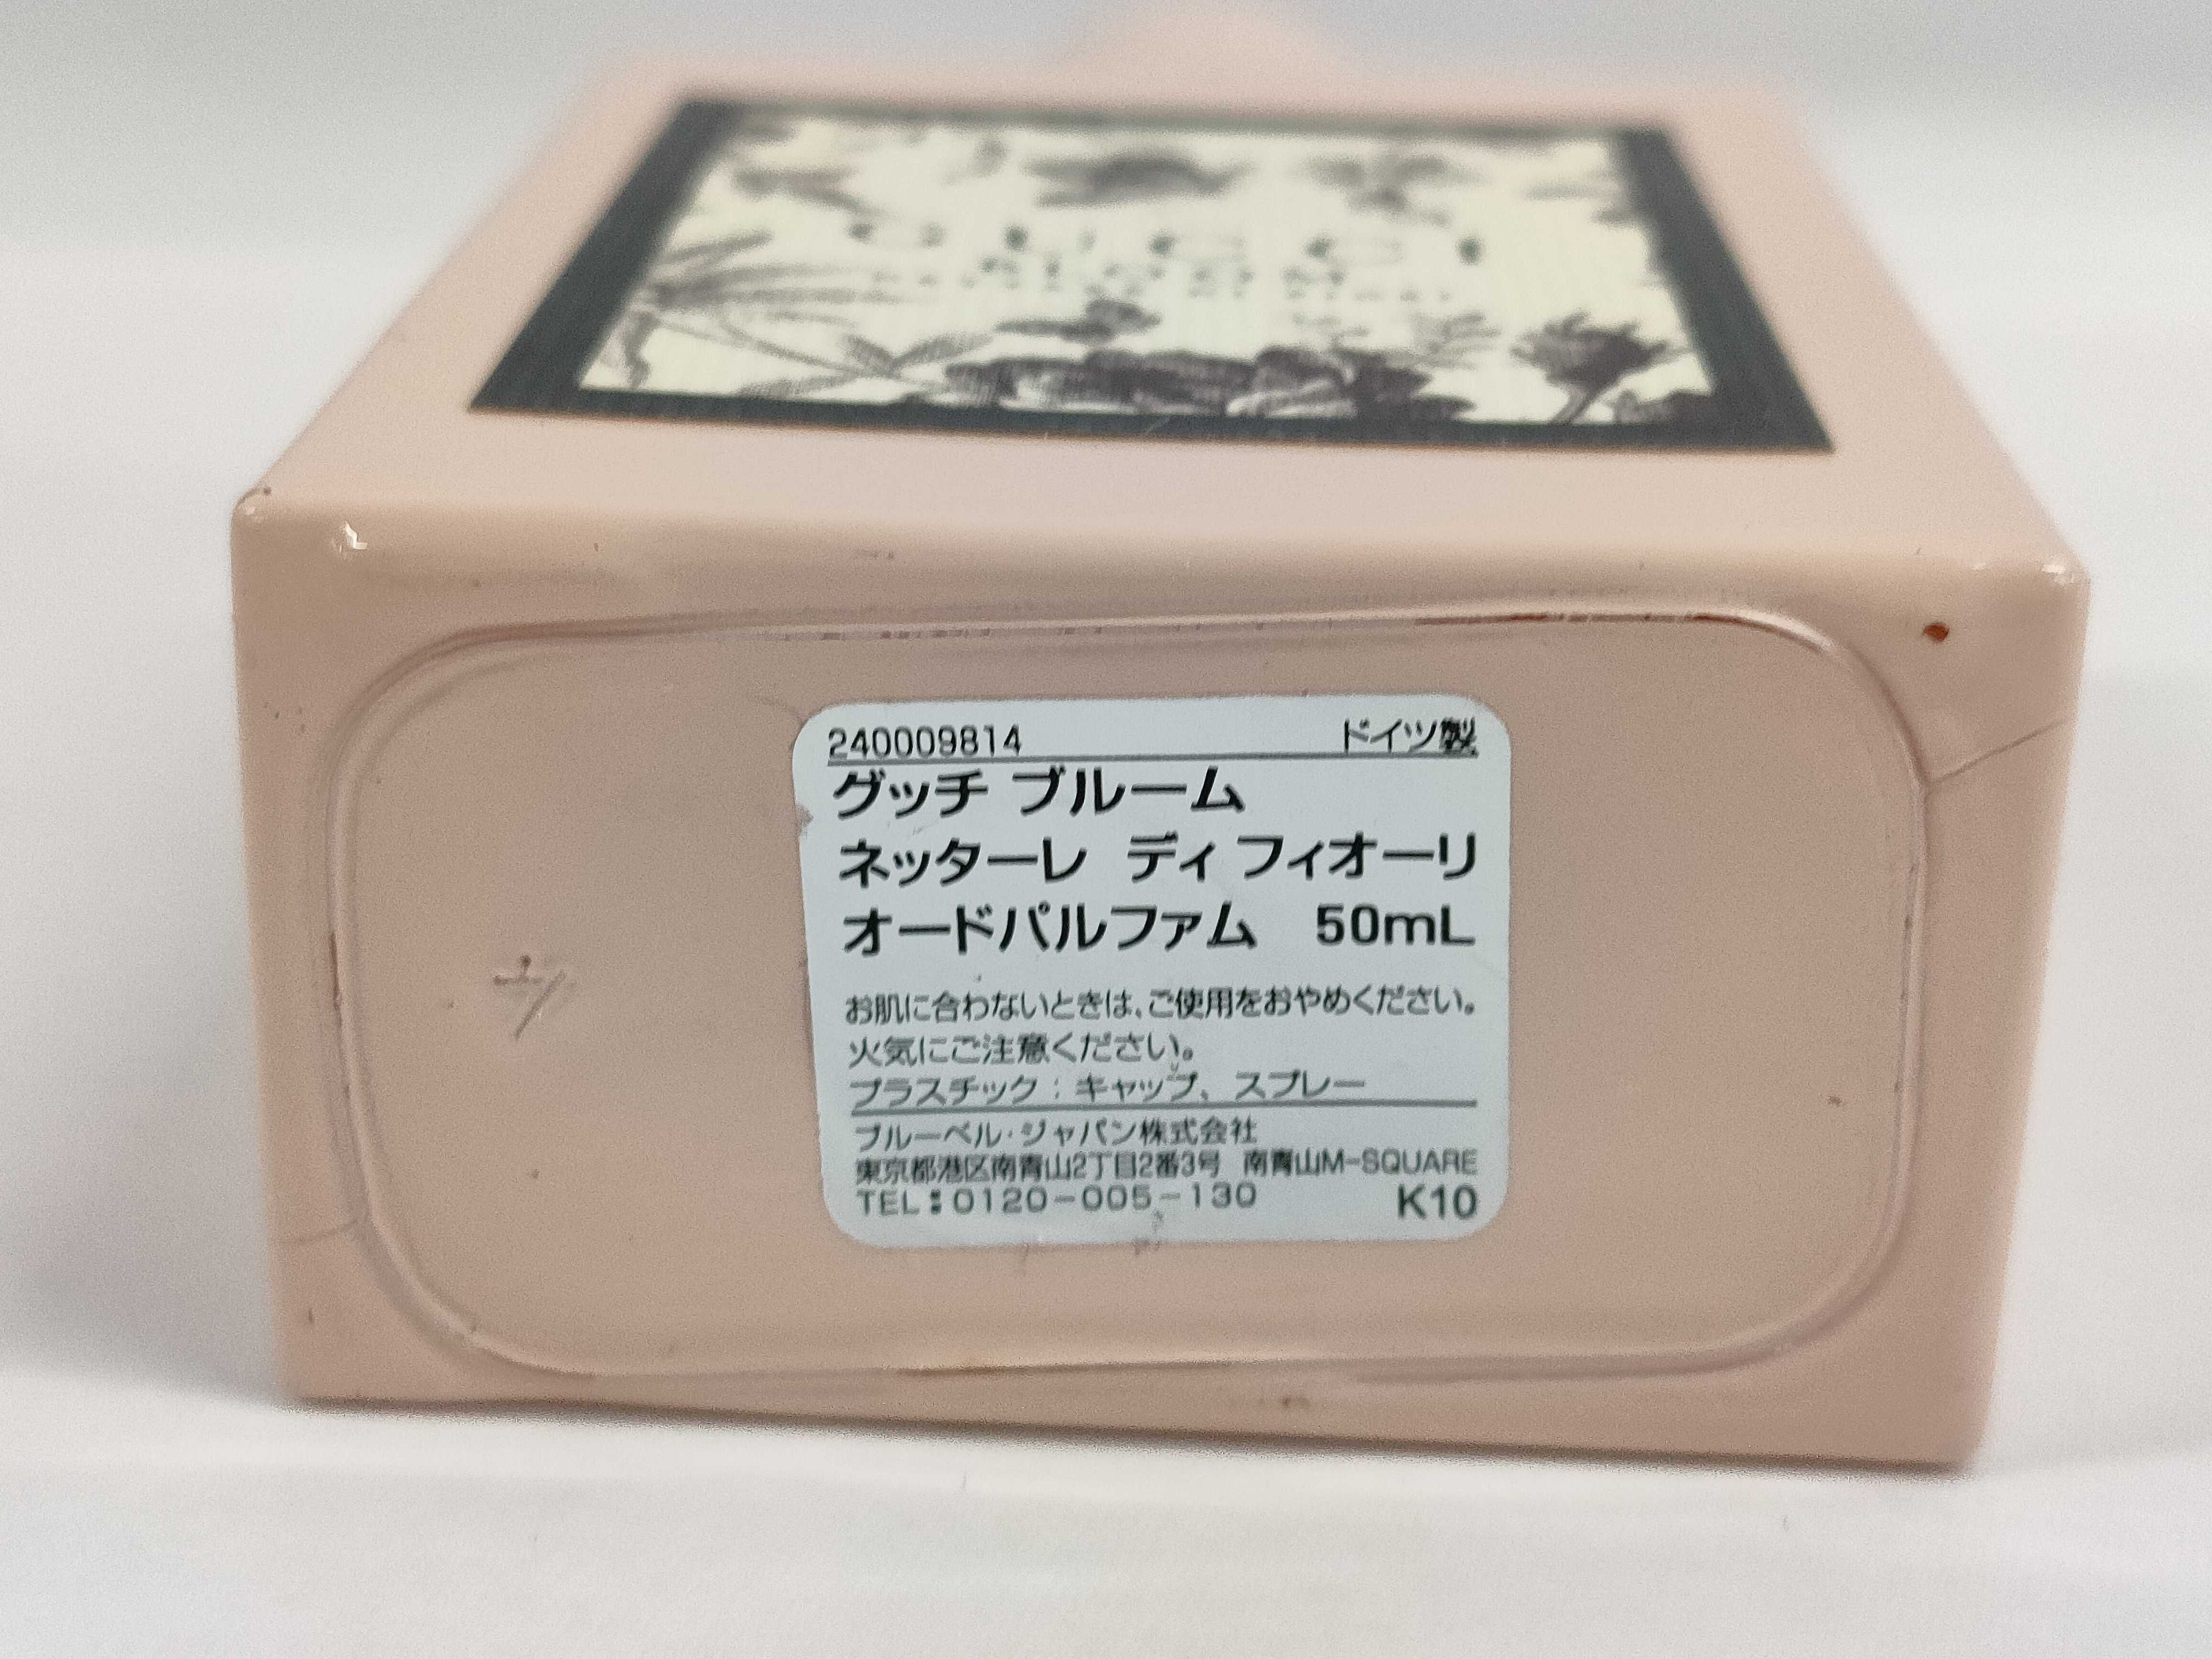 240009814 ドイツ製
グッチ ブルーム
ネッターレ ディ フィオーリ
オードパルファム 50mL
お肌に合わないときは、ご使用をおやめください。
火気にご注意ください。
プラスチック：キャップ、スプレー
ブルーベル・ジャパン株式会社
東京都港区南青山2丁目2番3号 南青山M-SQUARE
TEL：0120-005-130 K10